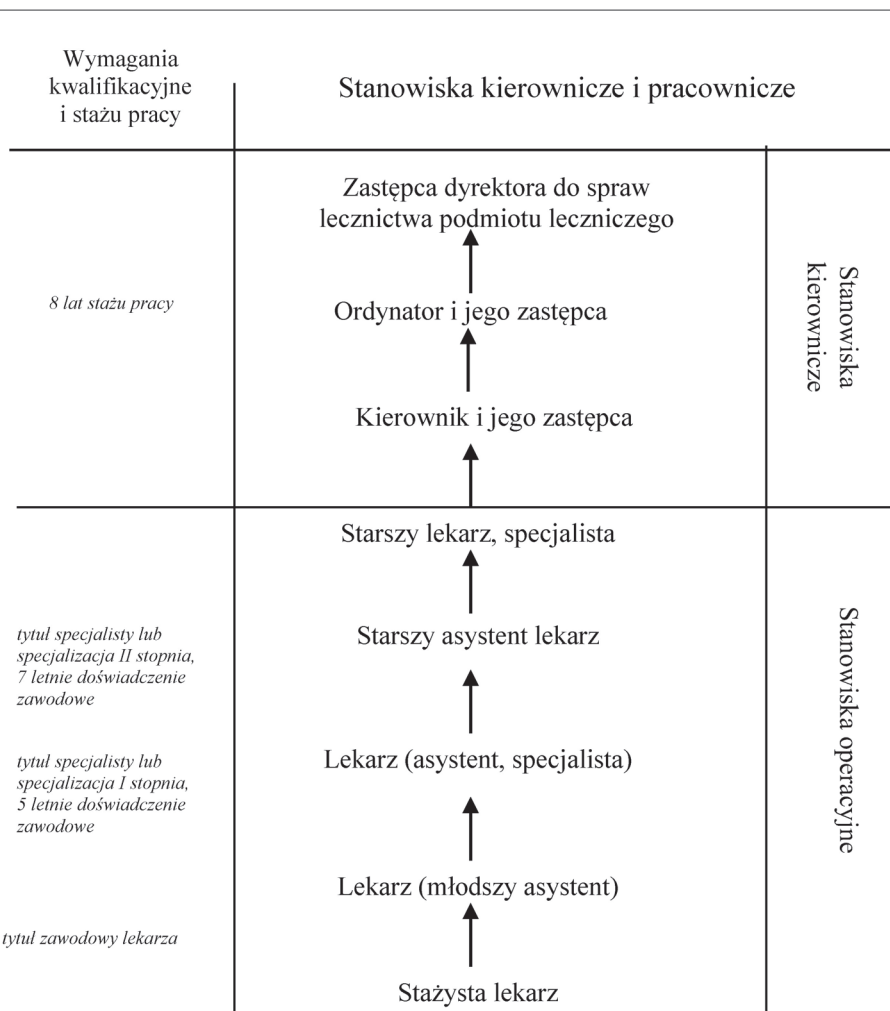 Wymagania
kwalifikacyjne
i stażu pracy
Stanowiska kierownicze i pracownicze
Zastępca dyrektora do spraw
lecznictwa podmiotu leczniczego
8 lat stażu pracy
Ordynator i jego zastępca
Kierownik i jego zastępca
Stanowiska
kierownicze
Starszy lekarz, specjalista
tytuł specjalisty lub
specjalizacja II stopnia,
7 letnie doświadczenie
zawodowe
Starszy asystent lekarz
tytuł specjalisty lub
specjalizacja I stopnia,
5 letnie doświadczenie
zawodowe
Lekarz (asystent, specjalista)
Lekarz (młodszy asystent)
tytuł zawodowy lekarza
Stażysta lekarz
Stanowiska operacyjne